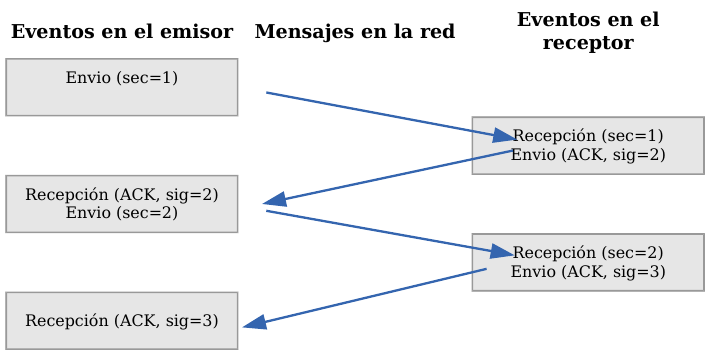 Eventos en el emisor
Mensajes en la red
Eventos en el
receptor
Envio (sec=1)
Recepción (sec=1)
Envio (ACK, sig=2)
Recepción (ACK, sig=2)
Envio (sec=2)
Recepción (sec=2)
Envio (ACK, sig=3)
Recepción (ACK, sig=3)